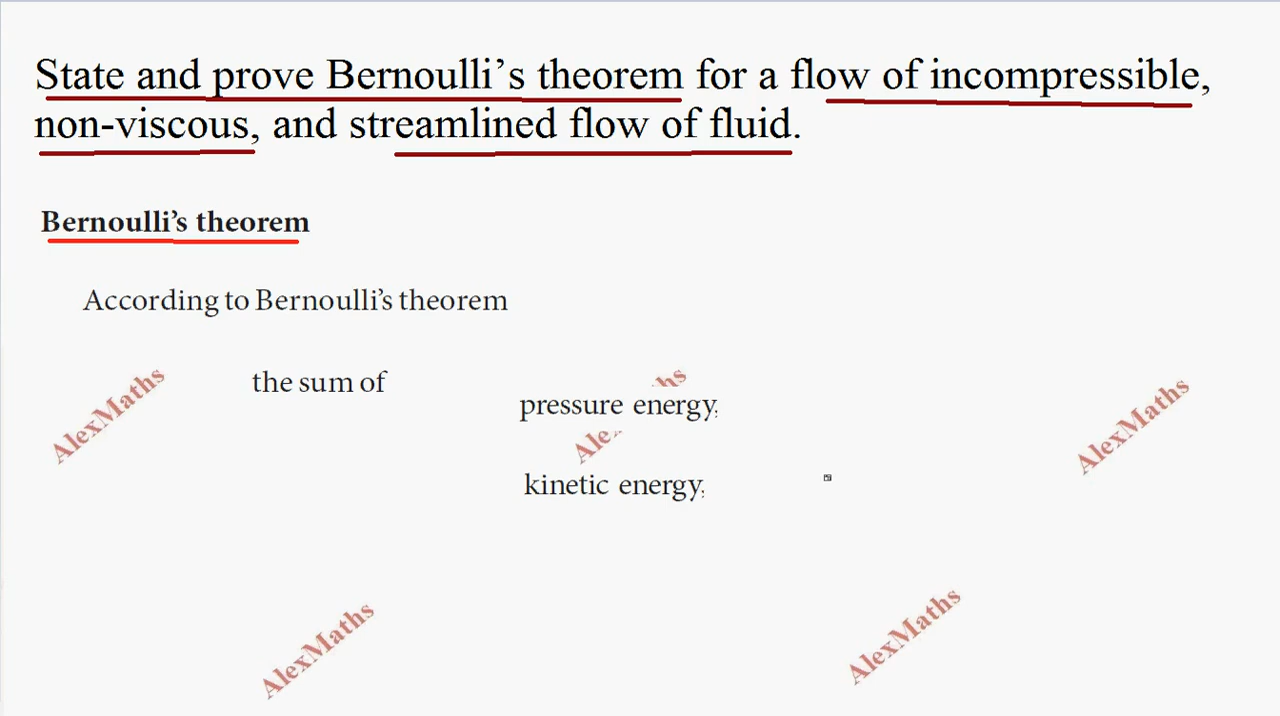 State and prove Bernoulli's theorem for a flow of incompressible,
non-viscous, and streamlined flow of fluid.
Bernoulli's theorem
According to Bernoulli's theorem
AlexMaths
the sum of
pressure energy,
AlexMaths
kinetic energy,
AlexMaths
AlexMaths